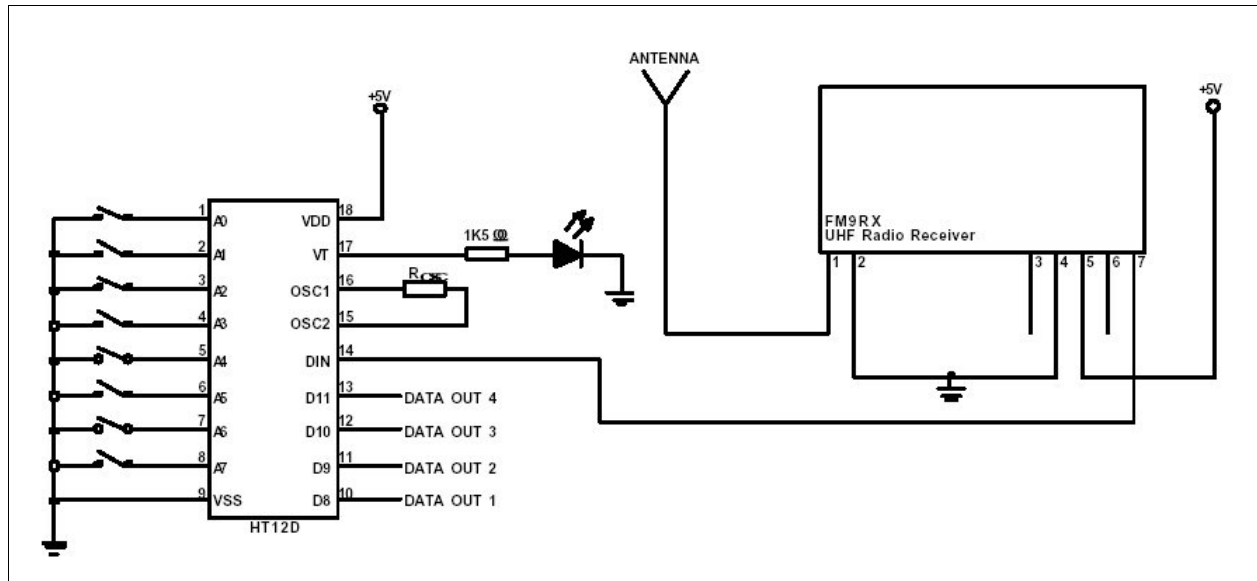 ANTENNA
+5V
+5V
1 A0 VDD 18
2 A1 VT 17
1K5
3 A2 OSC1 16
4 A3 OSC2 15
5 A4 DIN 14
6 A5 D11 13 DATA OUT 4
7 A6 D10 12 DATA OUT 3
8 A7 D9 11 DATA OUT 2
9 VSS D8 10 DATA OUT 1
HT12D
FM9RX
UHF Radio Receiver
1 2 3 4 5 6 7